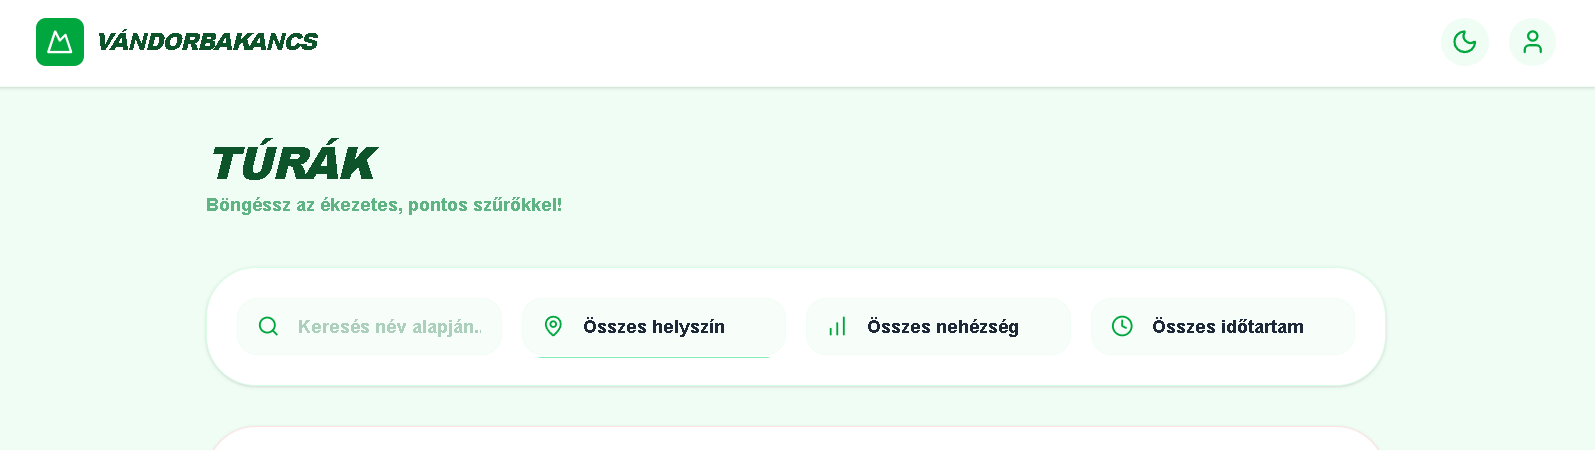 VÁNDORBAKANCS
TÚRÁK
Böngéssz az ékezetes, pontos szűrőkkel!
Keresés név alapján..
Összes helyszín
Összes nehézség
Összes időtartam